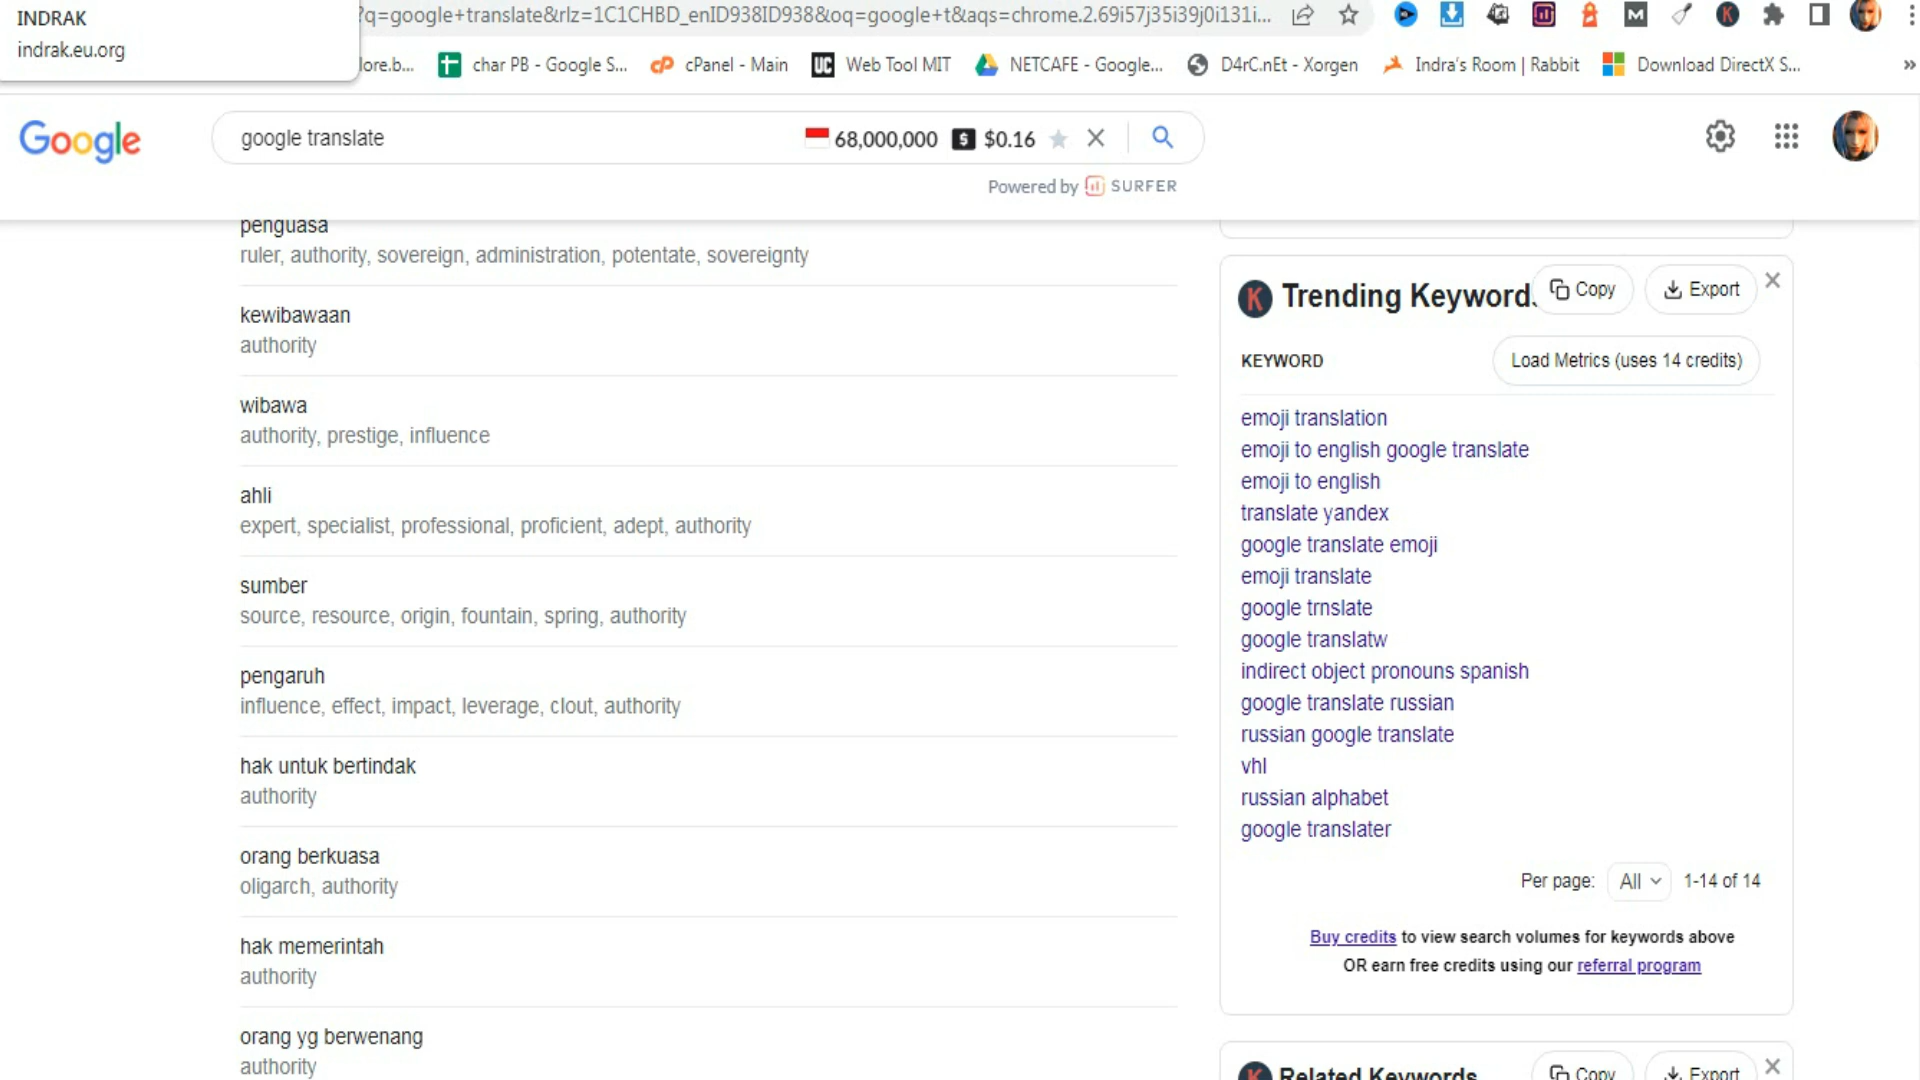 INDRAK
indrak.eu.org
?q=google+translate&rlz=1C1CHBD_enID938ID938&oq=google+t&aqs=chrome.2.69i57j35i39j0i131i...
lore.b... char PB - Google S... cPanel - Main Web Tool MIT NETCAFE - Google... D4rC.nEt - Xorgen Indra's Room | Rabbit Download DirectX S... »
Google google translate 68,000,000 $0.16
Powered by SURFER
penguasa
ruler, authority, sovereign, administration, potentate, sovereignty
kewibawaan
authority
wibawa
authority, prestige, influence
ahli
expert, specialist, professional, proficient, adept, authority
sumber
source, resource, origin, fountain, spring, authority
pengaruh
influence, effect, impact, leverage, clout, authority
hak untuk bertindak
authority
orang berkuasa
oligarch, authority
hak memerintah
authority
orang yg berwenang
authority
K Trending Keyword. Copy Export
KEYWORD Load Metrics (uses 14 credits)
emoji translation
emoji to english google translate
emoji to english
translate yandex
google translate emoji
emoji translate
google trnslate
google translatw
indirect object pronouns spanish
google translate russian
russian google translate
vhl
russian alphabet
google translater
Per page: All 1-14 of 14
Buy credits to view search volumes for keywords above
OR earn free credits using our referral program
K Related Keywords Copy Export